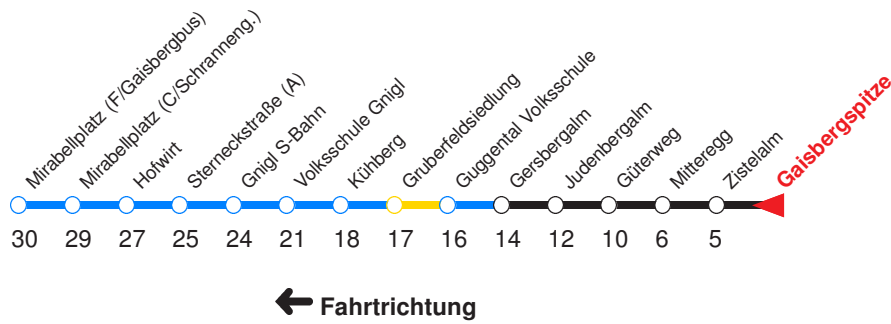 Mirabellplatz (F/Gaisbergbus)
Mirabellplatz (C/Schranneng.)
Hofwirt
Sterneckstraße (A)
Gnigl S-Bahn
Volksschule Gnigl
Kühberg
Gruberfeldsiedlung
Guggental Volksschule
Gersbergalm
Judenbergalm
Güterweg
Mitteregg
Zistelalm
Gaisbergspitze
30 29 27 25 24 21 18 17 16 14 12 10 6 5
Fahrtrichtung